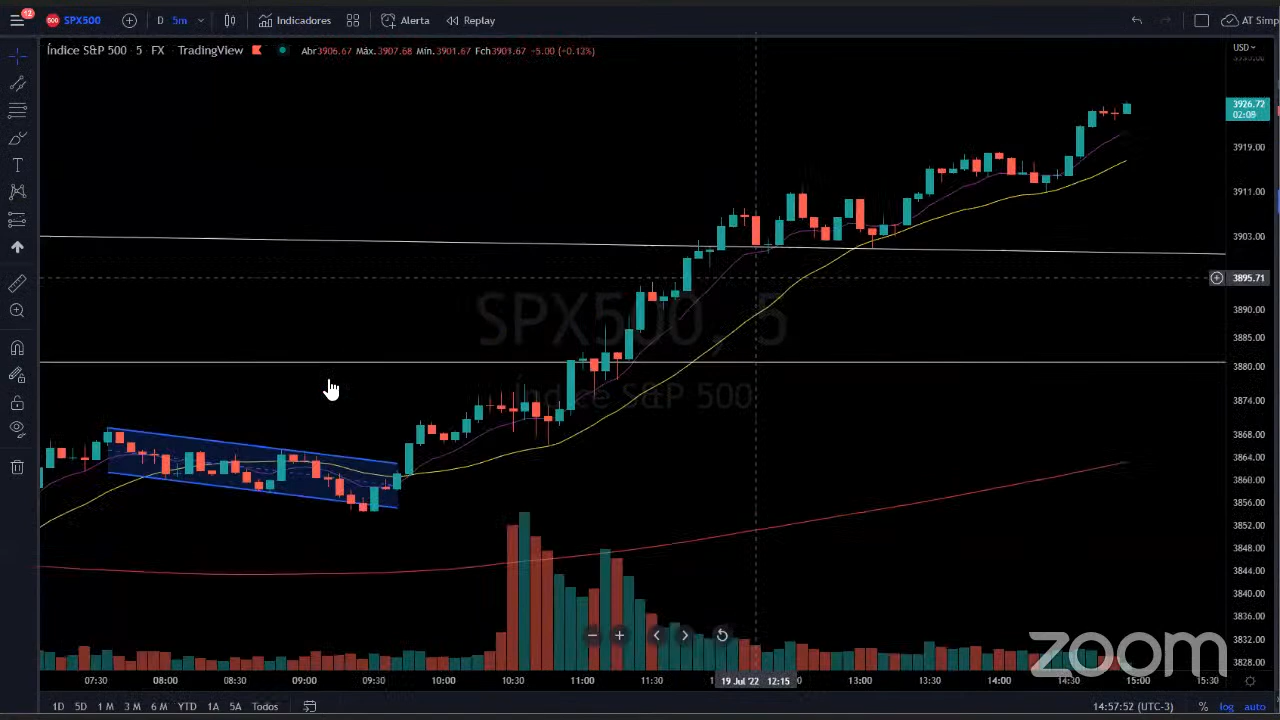 12
500 SPX500 D 5m Indicadores Alerta Replay AT Simp
Índice S&P 500 · 5 · FX · TradingView Abr3906.67 Máx.3907.68 Mín.3901.67 Fch3901.67 −5.00 (−0.13%)
USD
3926.72
02:09
3919.00
3911.00
3903.00
3895.71
3890.00
3885.00
3880.00
3874.00
3868.00
3864.00
3860.00
3856.00
3852.00
3848.00
3844.00
3840.00
3836.00
3832.00
3828.00
SPX500, 5
Índice S&P 500
zoom
07:30 08:00 08:30 09:00 09:30 10:00 10:30 11:00 11:30 19 Jul '22 12:15 13:00 13:30 14:00 14:30 15:00 15:30
1D 5D 1M 3M 6M YTD 1A 5A Todos 14:57:52 (UTC-3) % log auto